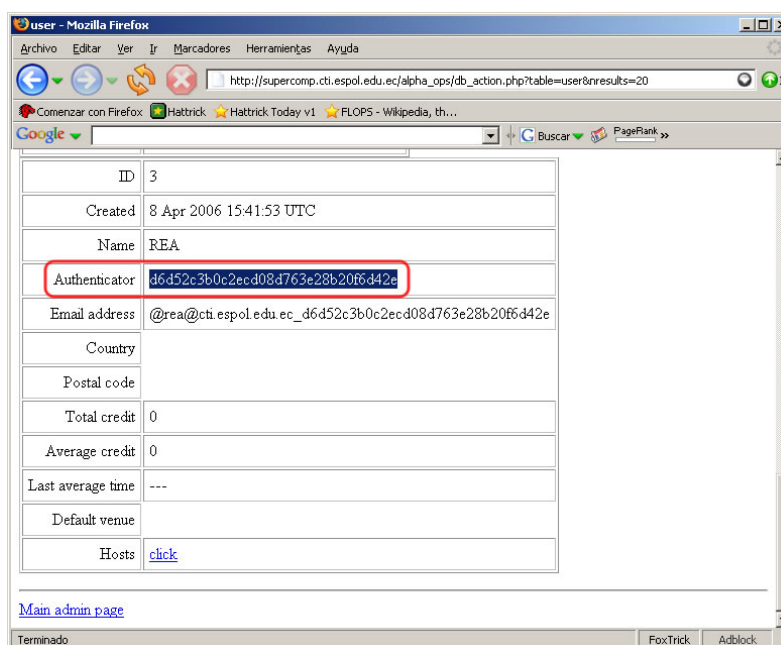 user - Mozilla Firefox
Archivo Editar Ver Ir Marcadores Herramientas Ayuda
http://supercomp.cti.espol.edu.ec/alpha_ops/db_action.php?table=user&nresults=20
Comenzar con Firefox Hattrick Hattrick Today v1 FLOPS - Wikipedia, th...
Google Buscar PageRank »
ID 3
Created 8 Apr 2006 15:41:53 UTC
Name REA
Authenticator d6d52c3b0c2ecd08d763e28b20f6d42e
Email address @rea@cti.espol.edu.ec_d6d52c3b0c2ecd08d763e28b20f6d42e
Country
Postal code
Total credit 0
Average credit 0
Last average time ---
Default venue
Hosts click
Main admin page
Terminado FoxTrick Adblock